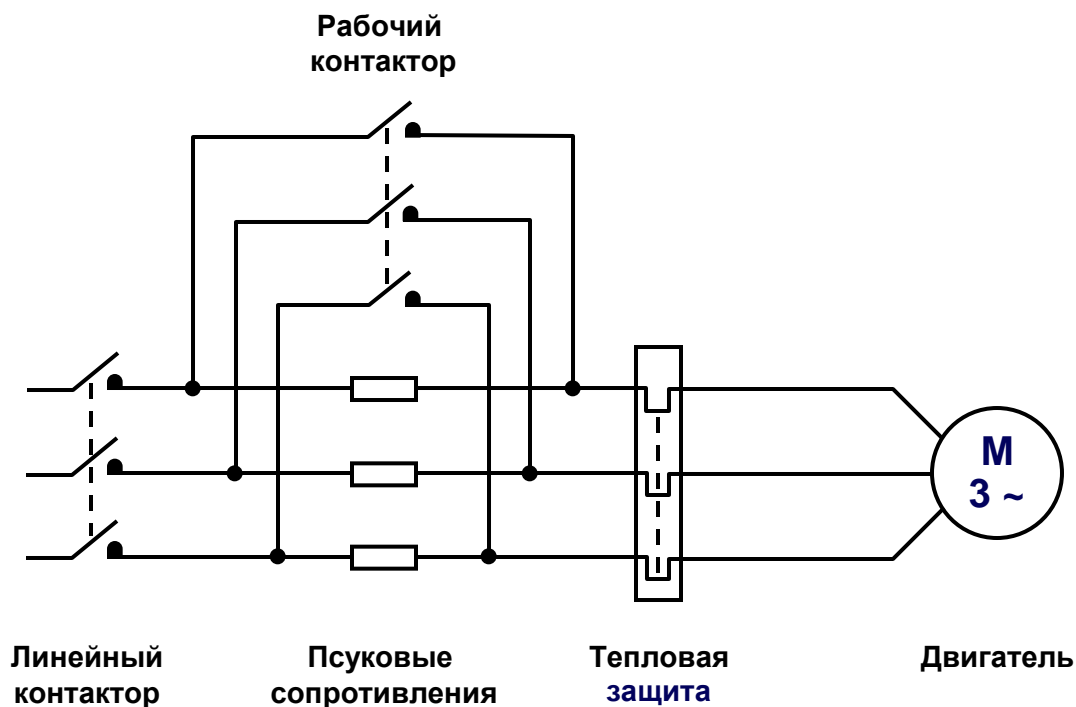 Рабочий
контактор
М
3 ~
Линейный
контактор
Псуковые
сопротивления
Тепловая
защита
Двигатель